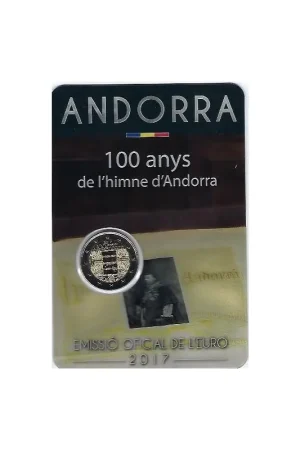 ANDORRA
100 anys
de l'himne d'Andorra
EMISSIÓ OFICIAL DE L'EURO
2017